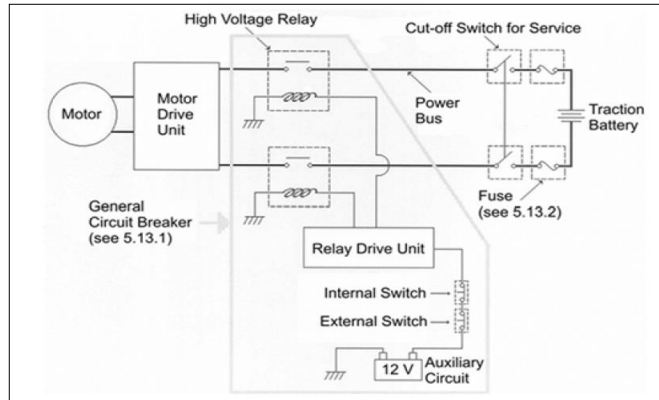 High Voltage Relay
Cut-off Switch for Service
Motor
Motor
Drive
Unit
Power
Bus
Traction
Battery
General
Circuit Breaker
(see 5.13.1)
Fuse
(see 5.13.2)
Relay Drive Unit
Internal Switch
External Switch
12 V
Auxiliary
Circuit